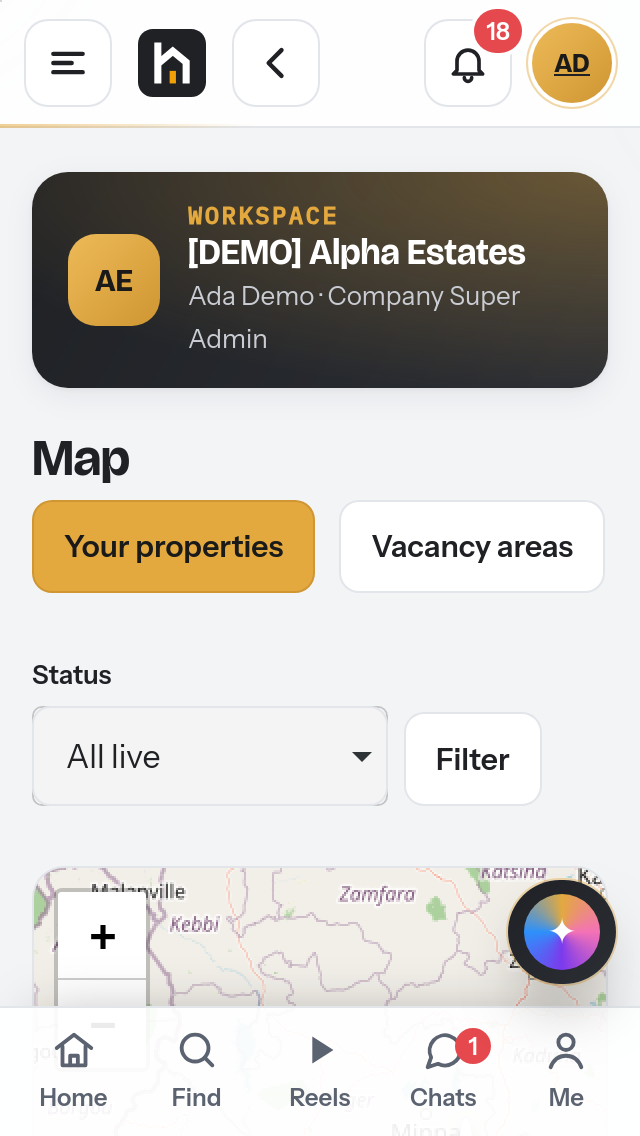 18
AD
WORKSPACE
AE
[DEMO] Alpha Estates
Ada Demo · Company Super
Admin
Map
Your properties
Vacancy areas
Status
All live
Filter
Katsina
Zamfara
Kebbi
+
−
1
Home
Find
Reels
Chats
Me